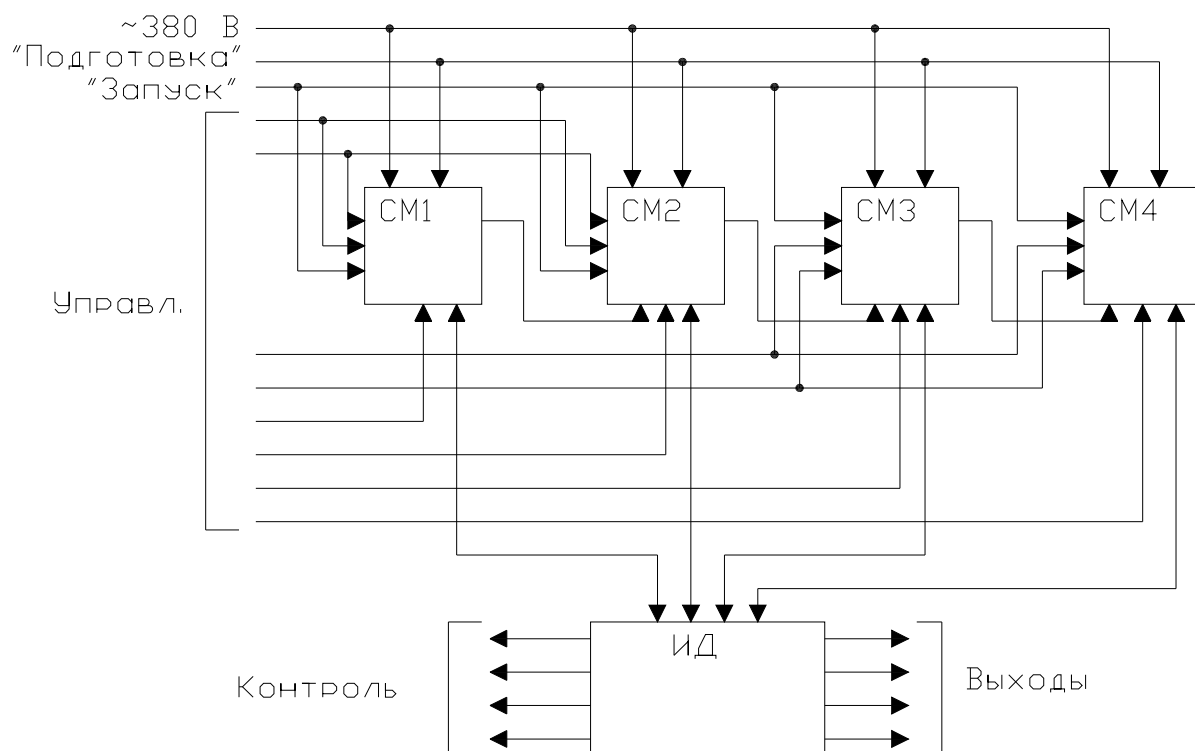 ~380 В
"Подготовка"
"Запуск"
СМ1 СМ2 СМ3 СМ4
Управл.
ИД
Контроль
Выходы